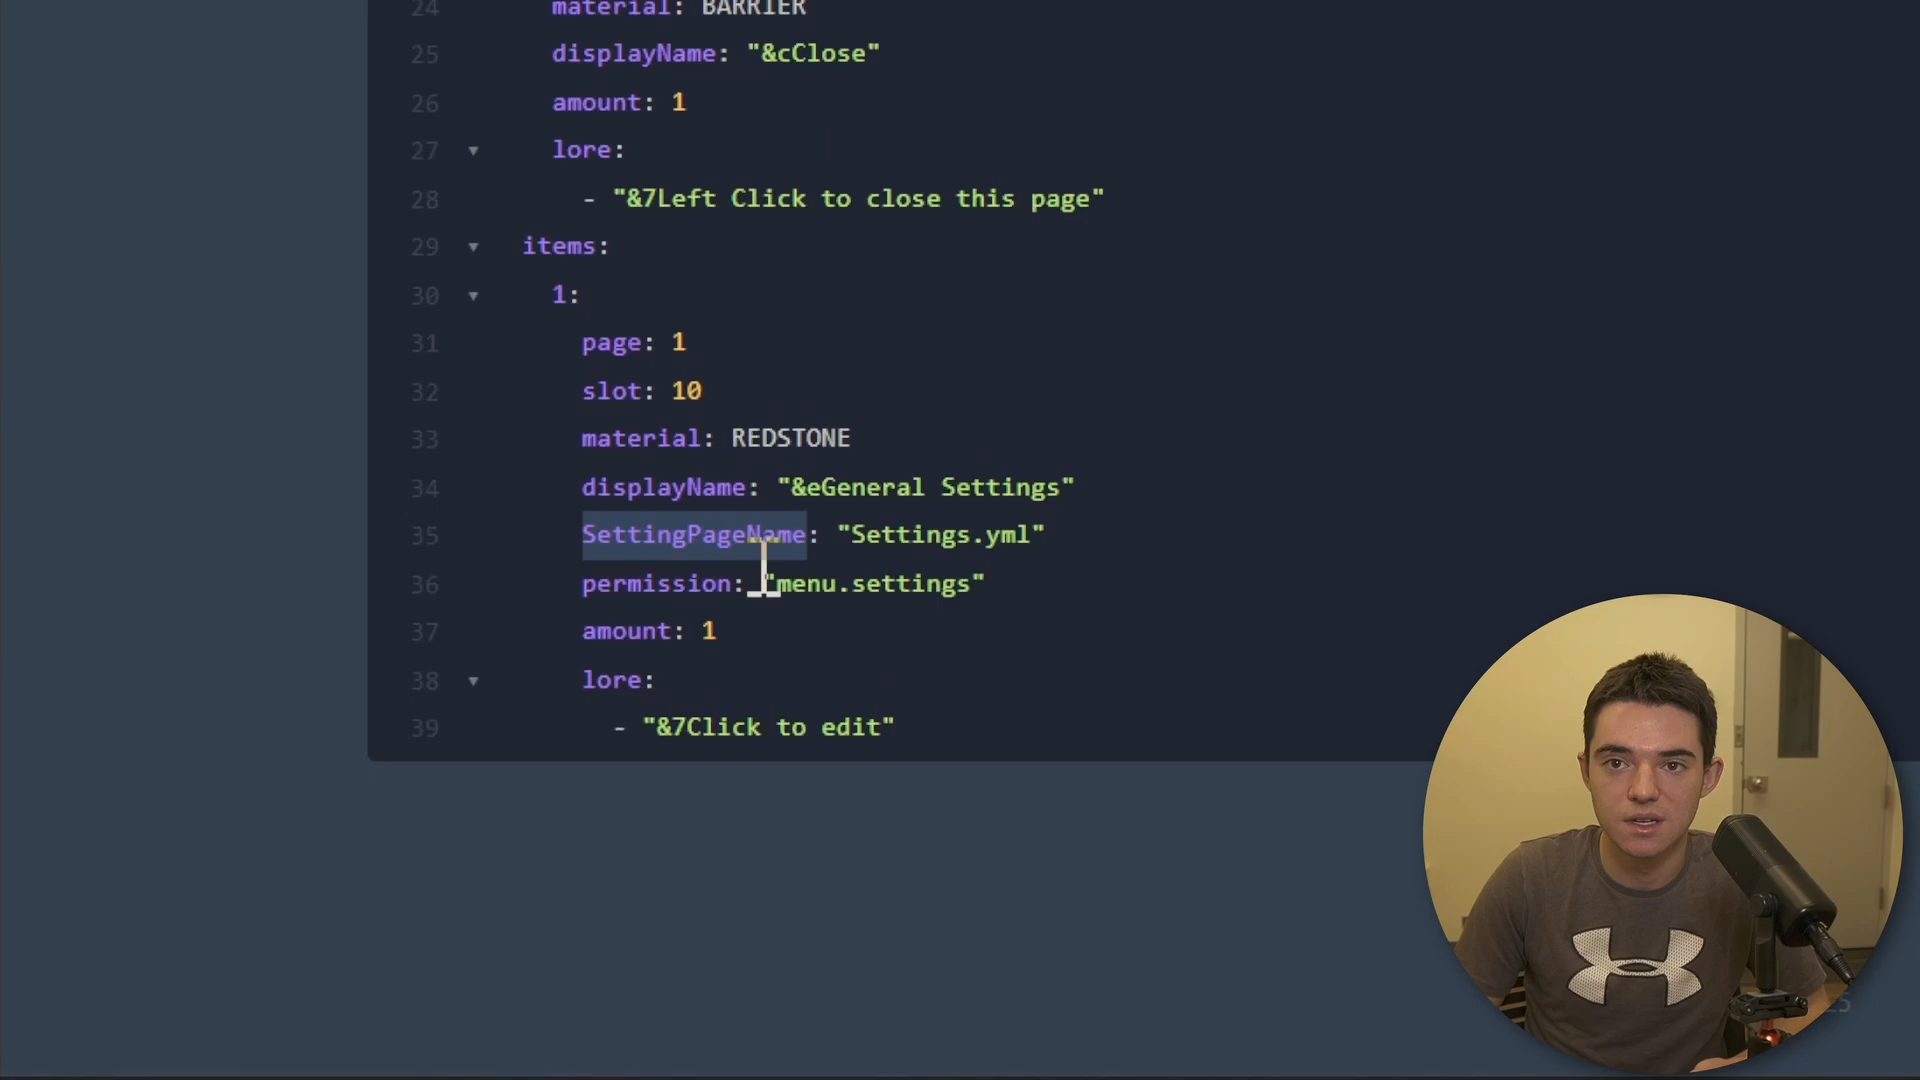 24 material: BARRIER
25 displayName: "&cClose"
26 amount: 1
27 lore:
28 - "&7Left Click to close this page"
29 items:
30 1:
31 page: 1
32 slot: 10
33 material: REDSTONE
34 displayName: "&eGeneral Settings"
35 SettingPageName: "Settings.yml"
36 permission: "menu.settings"
37 amount: 1
38 lore:
39 - "&7Click to edit"